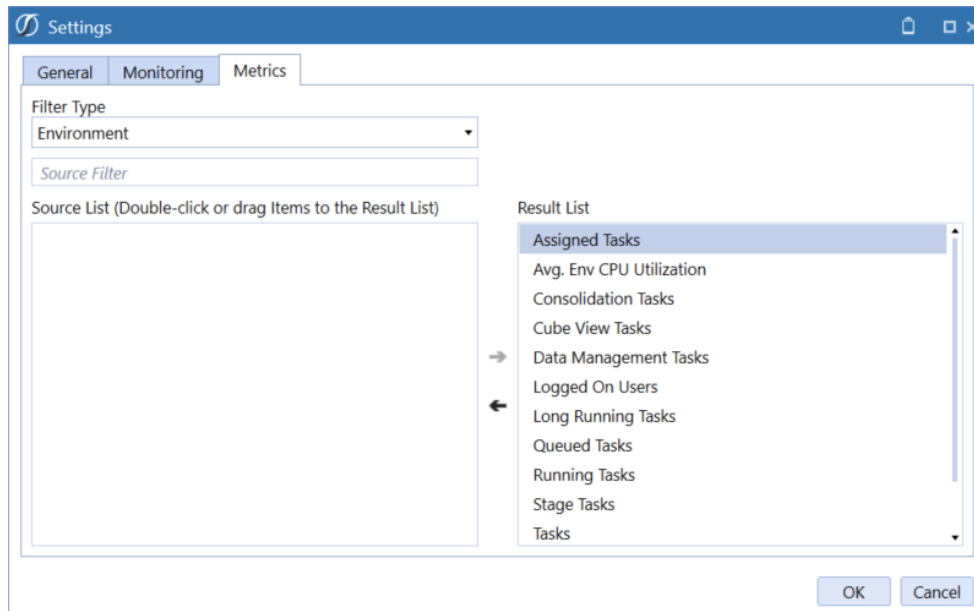 Settings
General Monitoring Metrics
Filter Type
Environment
Source Filter
Source List (Double-click or drag Items to the Result List)
Result List
Assigned Tasks
Avg. Env CPU Utilization
Consolidation Tasks
Cube View Tasks
Data Management Tasks
Logged On Users
Long Running Tasks
Queued Tasks
Running Tasks
Stage Tasks
Tasks
OK Cancel